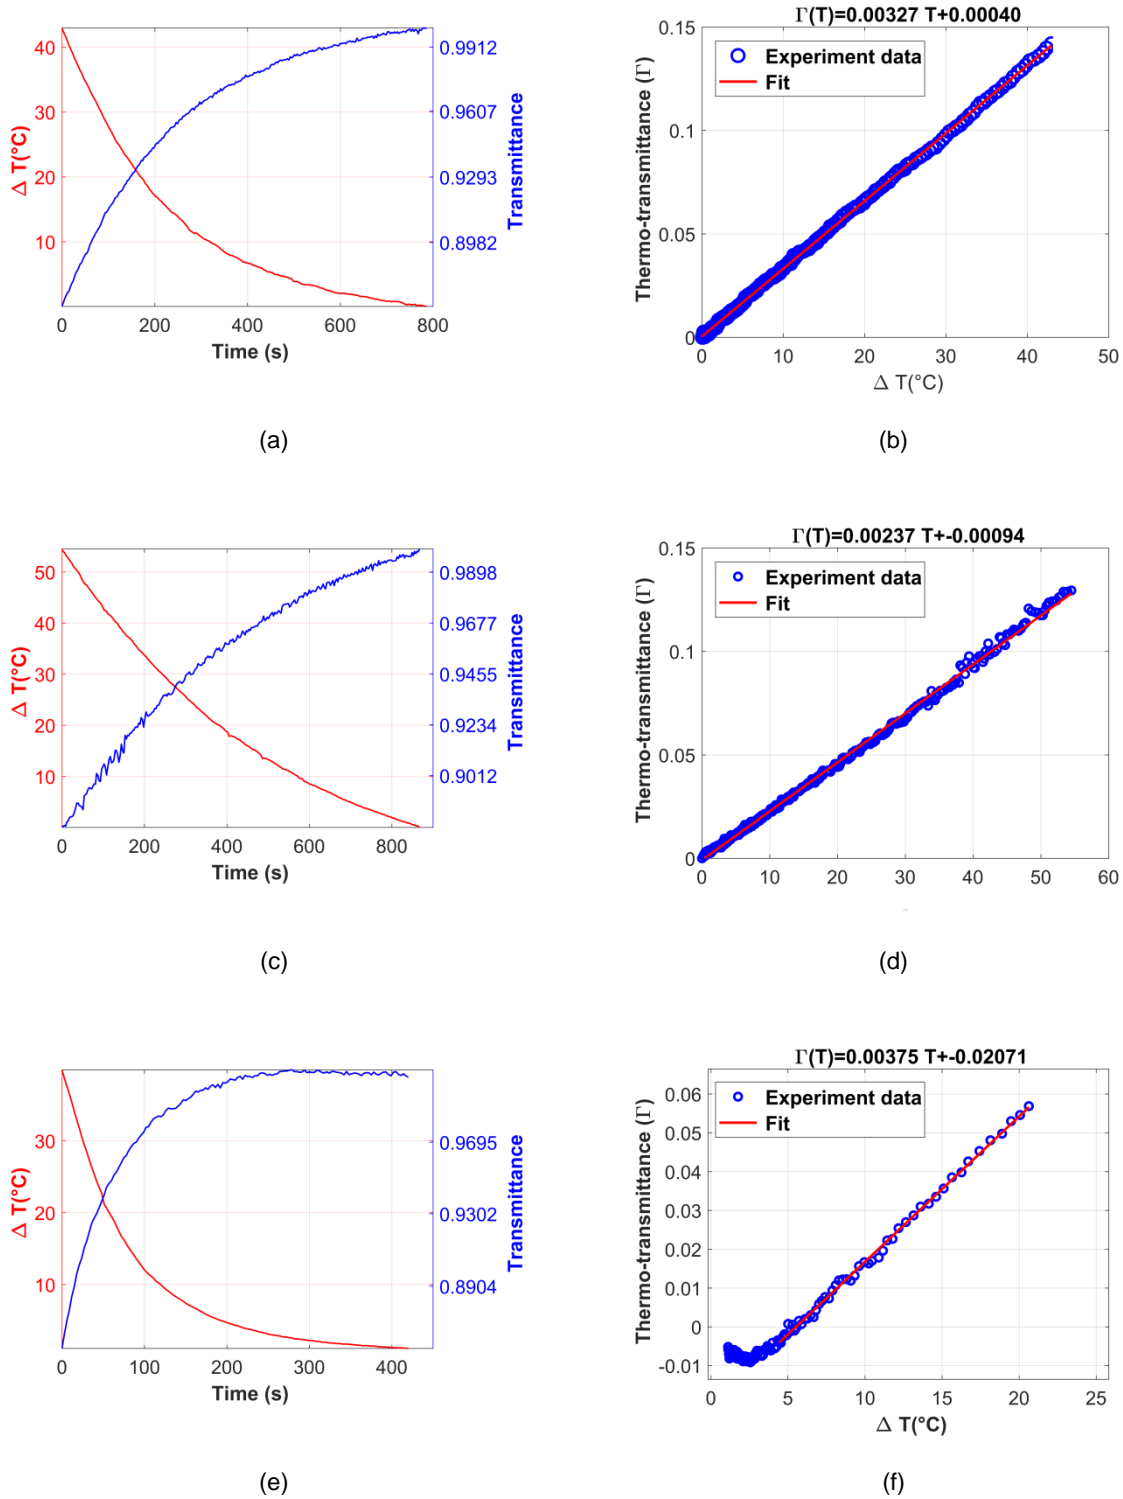 40
30
20
10
Δ T(°C)
0.9912
0.9607
0.9293
0.8982
Transmittance
0 200 400 600 800
Time (s)
(a)
Γ(T)=0.00327 T+0.00040
Experiment data
Fit
0.15
0.1
0.05
0
Thermo-transmittance (Γ)
0 10 20 30 40 50
Δ T(°C)
(b)
50
40
30
20
10
Δ T(°C)
0.9898
0.9677
0.9455
0.9234
0.9012
Transmittance
0 200 400 600 800
Time (s)
(c)
Γ(T)=0.00237 T+-0.00094
Experiment data
Fit
0.15
0.1
0.05
0
Thermo-transmittance (Γ)
0 10 20 30 40 50 60
(d)
30
20
10
Δ T(°C)
0.9695
0.9302
0.8904
Transmittance
0 100 200 300 400
Time (s)
(e)
Γ(T)=0.00375 T+-0.02071
Experiment data
Fit
0.06
0.05
0.04
0.03
0.02
0.01
0
-0.01
Thermo-transmittance (Γ)
0 5 10 15 20 25
Δ T(°C)
(f)